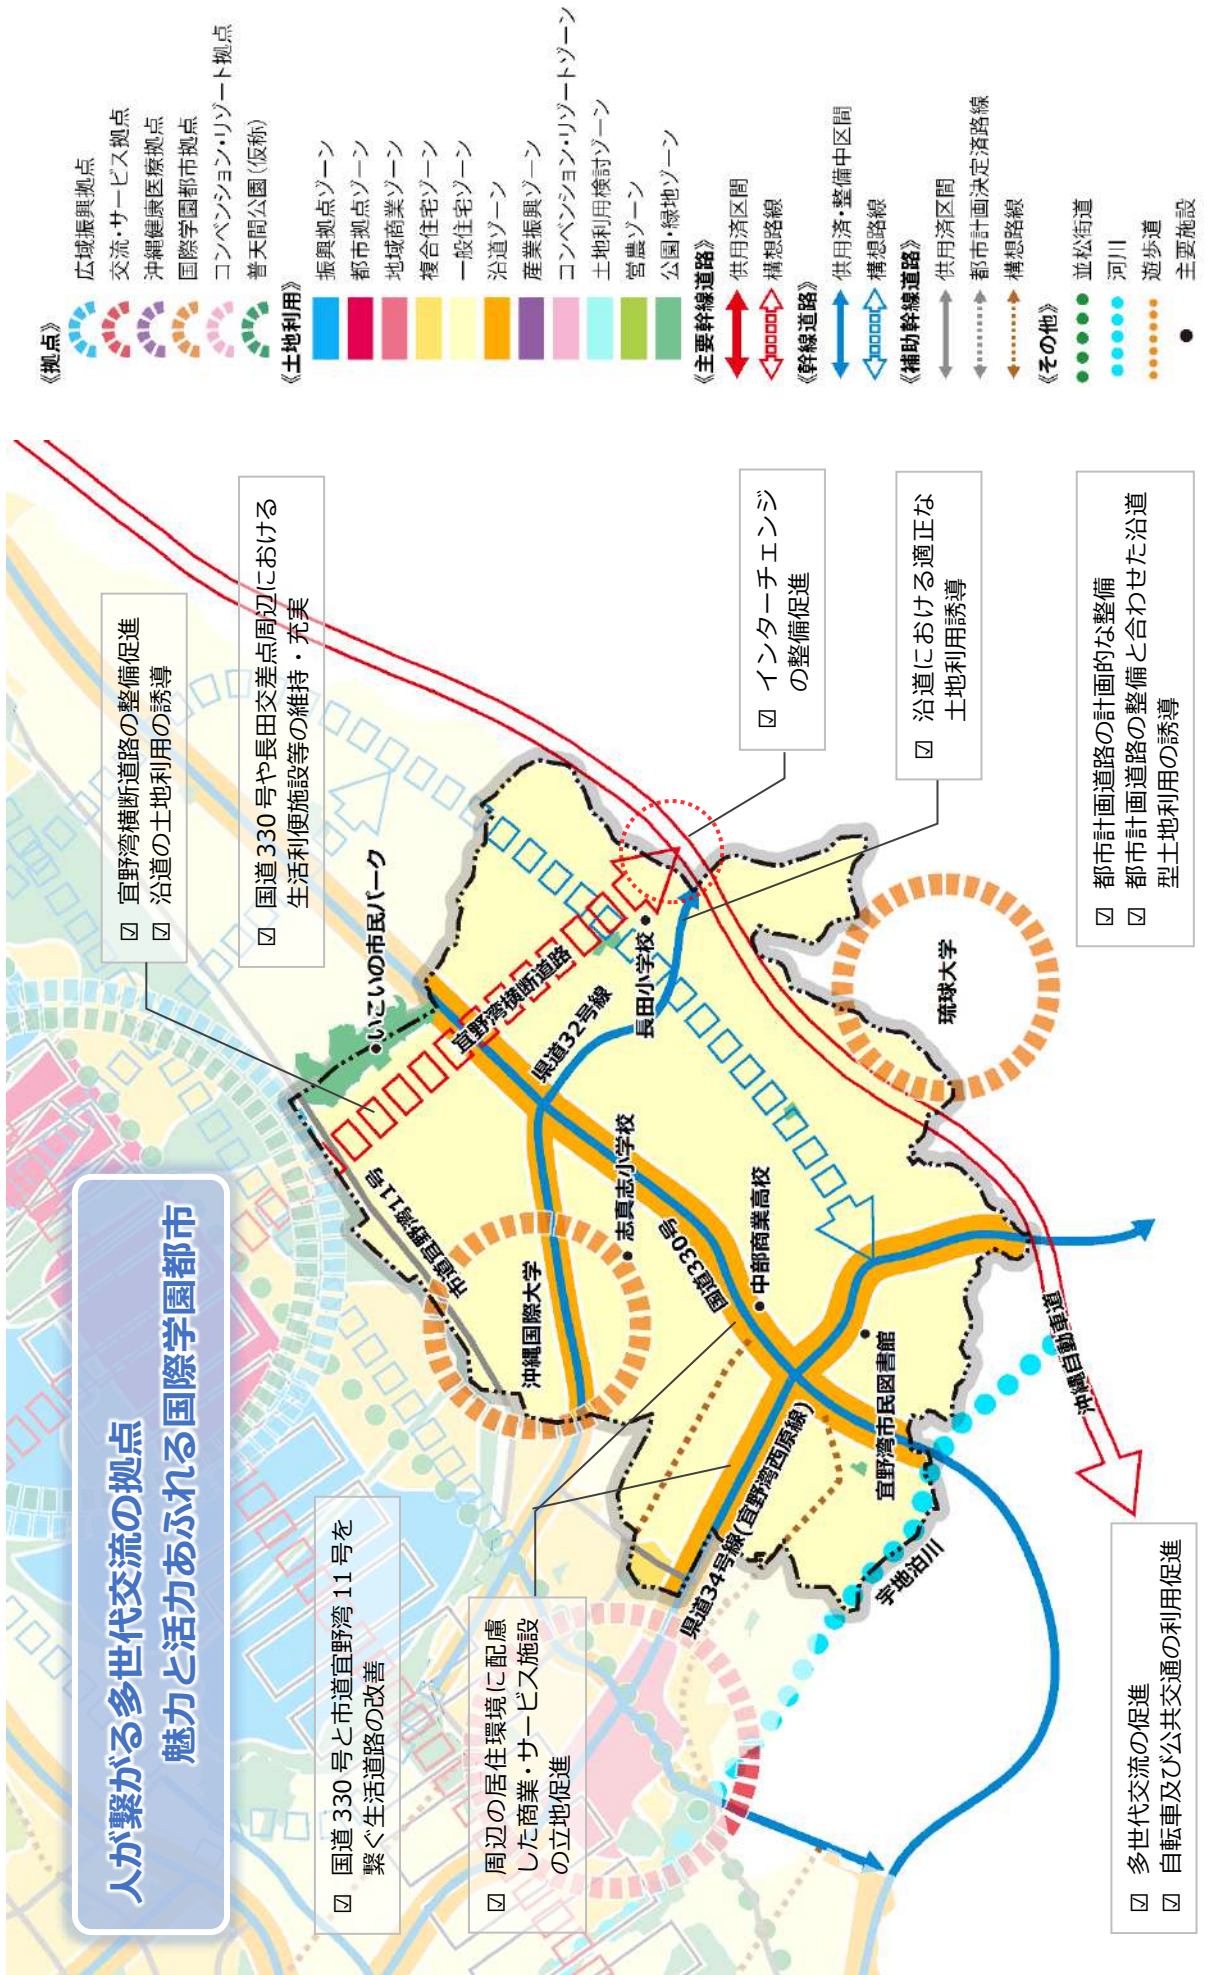 人が繋がる多世代交流の拠点
魅力と活力あふれる国際学園都市
☑ 宜野湾横断道路の整備促進
☑ 沿道の土地利用の誘導
☑ 国道330号や長田交差点周辺における
生活利便施設等の維持・充実
☑ 国道330号と市道宜野湾11号を
繋ぐ生活道路の改善
☑ 周辺の居住環境に配慮
した商業・サービス施設
の立地促進
☑ インターチェンジ
の整備促進
☑ 沿道における適正な
土地利用誘導
☑ 都市計画道路の計画的な整備
☑ 都市計画道路の整備と合わせた沿道
型土地利用の誘導
☑ 多世代交流の促進
☑ 自転車及び公共交通の利用促進
いこいの市民パーク
宜野湾横断道路
市道宜野湾11号
県道32号線
長田小学校
志真志小学校
沖縄国際大学
国道330号
中部商業高校
琉球大学
宜野湾市民図書館
県道34号線(宜野湾西原線)
宇地泊川
沖縄自動車道
《拠点》
広域振興拠点
交流・サービス拠点
沖縄健康医療拠点
国際学園都市拠点
コンベンション・リゾート拠点
普天間公園(仮称)
《土地利用》
振興拠点ゾーン
都市拠点ゾーン
地域商業ゾーン
複合住宅ゾーン
一般住宅ゾーン
沿道ゾーン
産業振興ゾーン
コンベンション・リゾートゾーン
土地利用検討ゾーン
営農ゾーン
公園・緑地ゾーン
《主要幹線道路》
供用済区間
構想路線
《幹線道路》
供用済・整備中区間
構想路線
《補助幹線道路》
供用済区間
都市計画決定済路線
構想路線
《その他》
並松街道
河川
遊歩道
主要施設